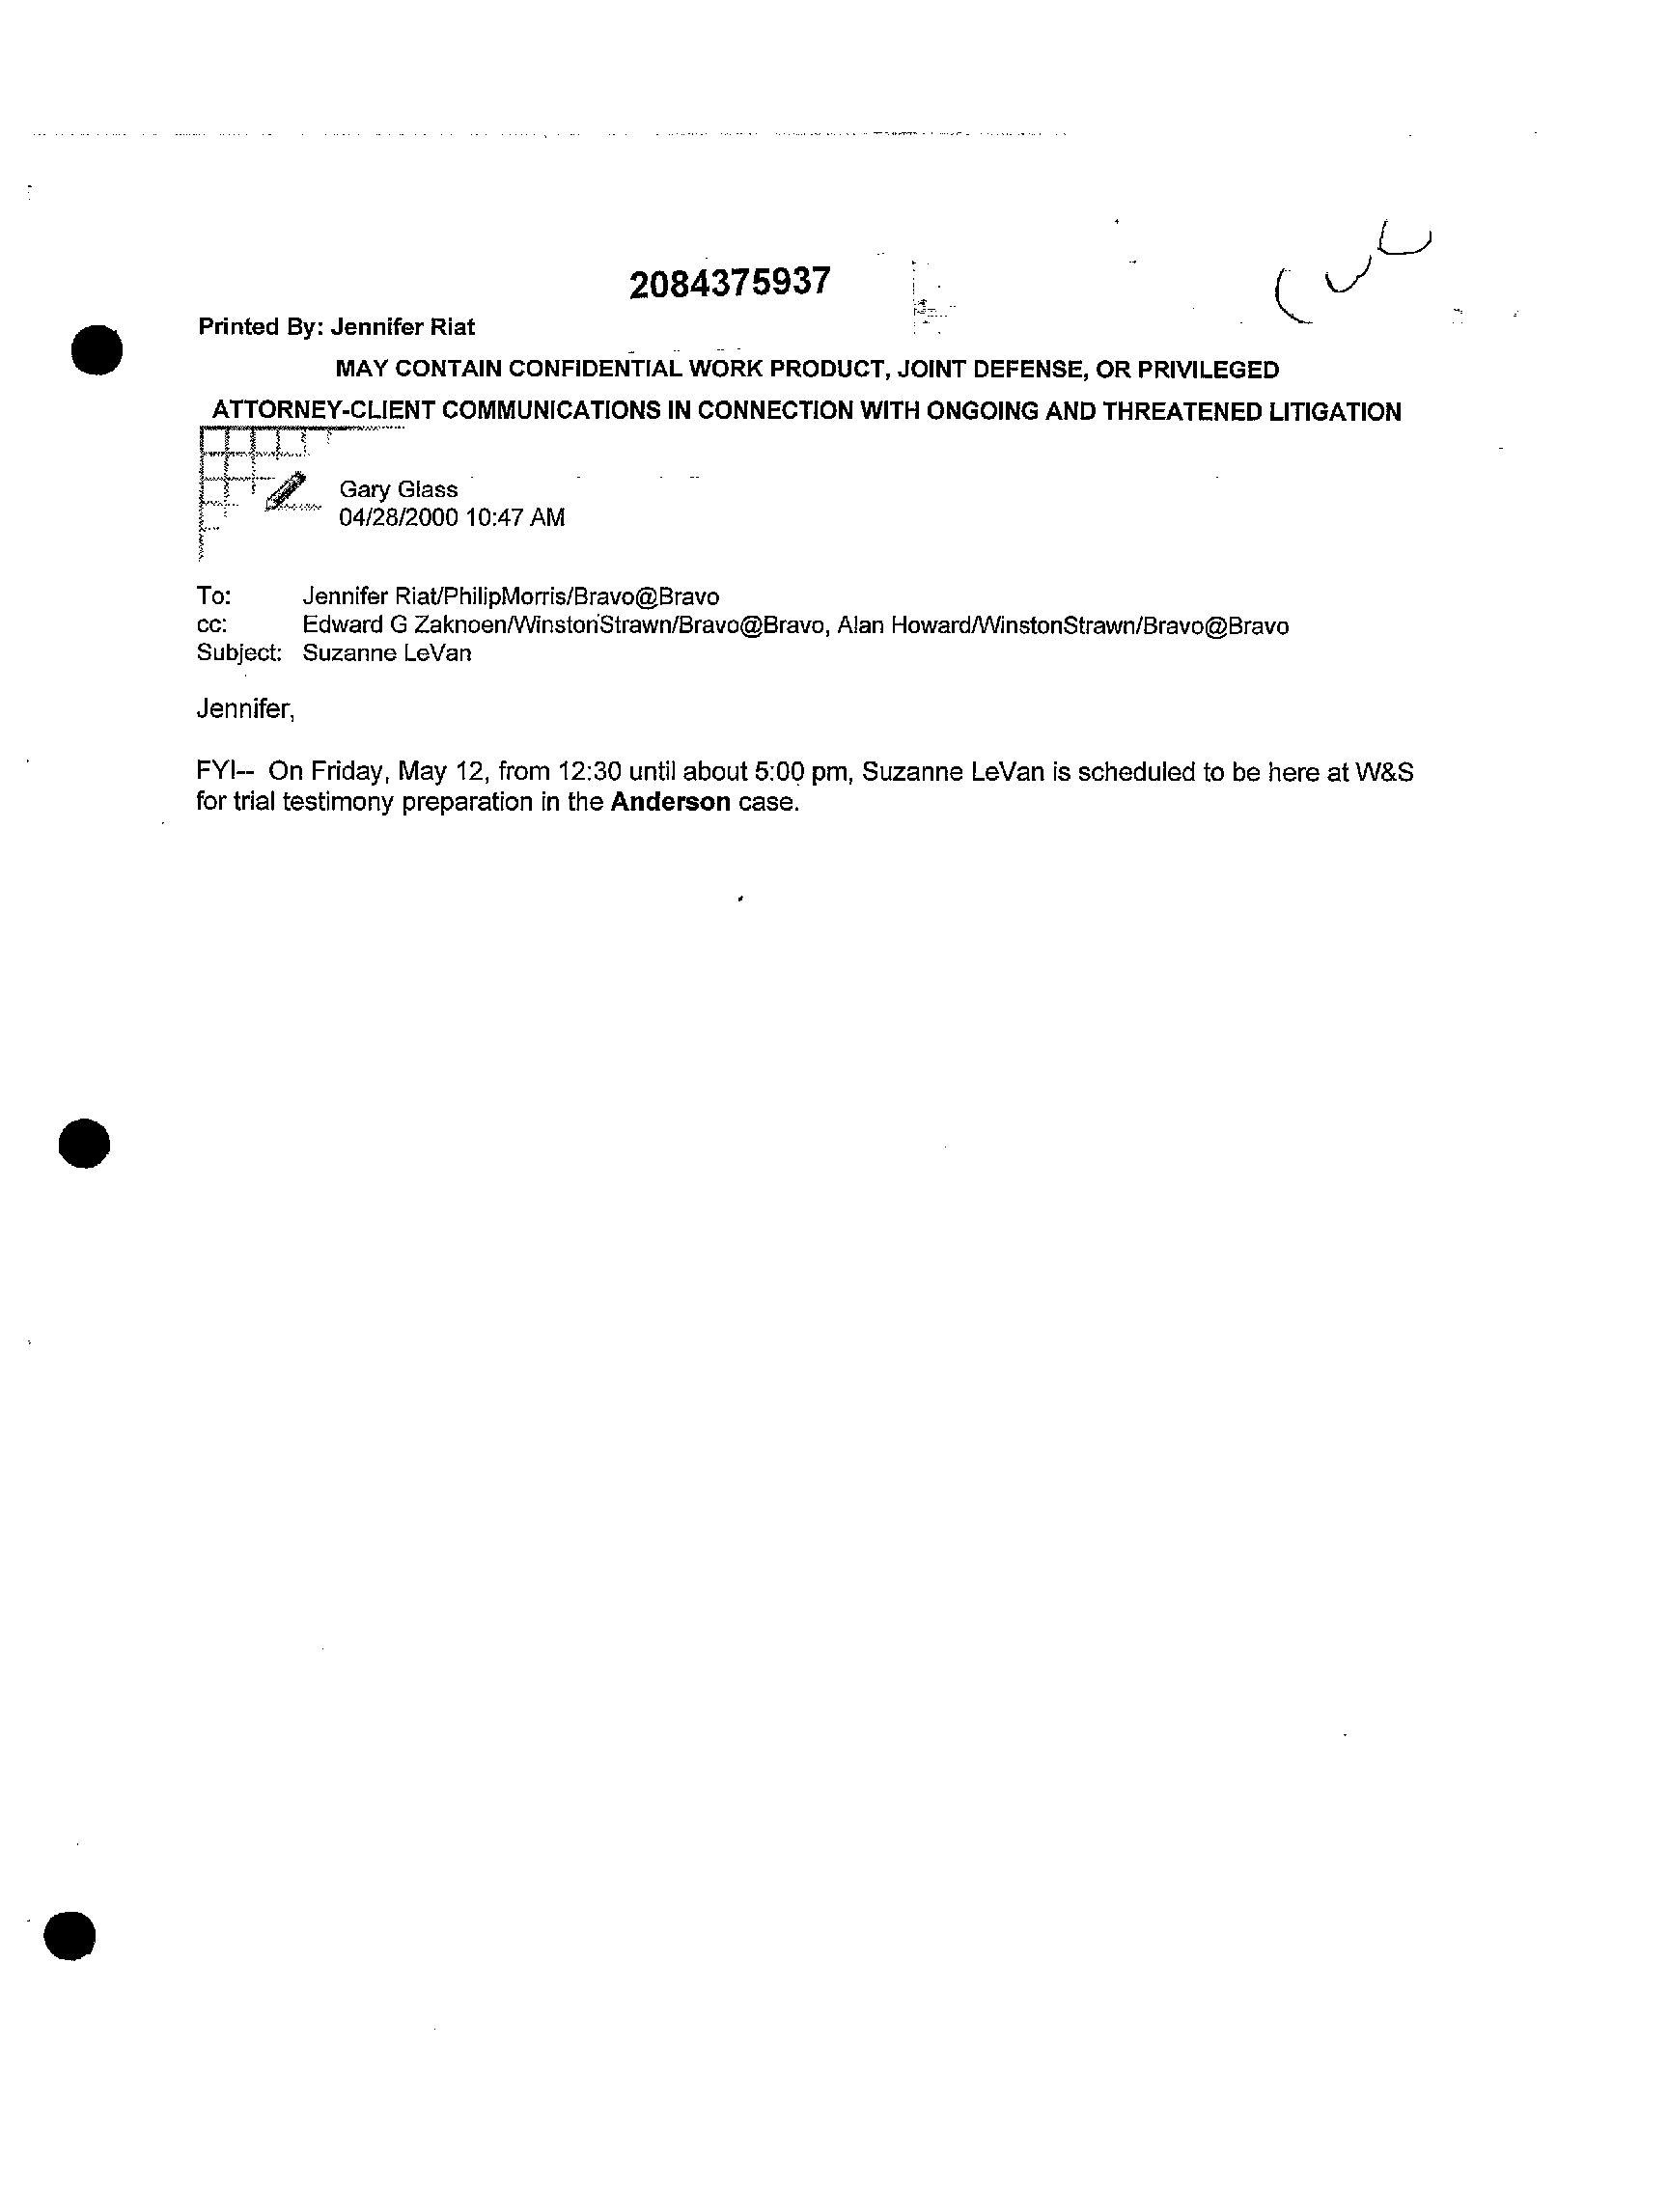 2084375937
Printed By: Jennifer Riat
MAY CONTAIN CONFIDENTIAL WORK PRODUCT, JOINT DEFENSE, OR PRIVILEGED
ATTORNEY-CLIENT COMMUNICATIONS IN CONNECTION WITH ONGOING AND THREATENED LITIGATION
Gary Glass
04/28/2000 10:47 AM
To: Jennifer Riat/PhilipMorris/Bravo@Bravo
cc: Edward G Zaknoen/WinstonStrawn/Bravo@Bravo, Alan Howard/WinstonStrawn/Bravo@Bravo
Subject: Suzanne LeVan
Jennifer,
FYI-- On Friday, May 12, from 12:30 until about 5:00 pm, Suzanne LeVan is scheduled to be here at W&S
for trial testimony preparation in the Anderson case.